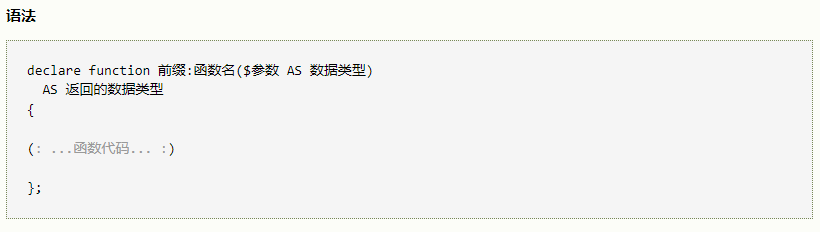 语法
declare function 前缀:函数名($参数 AS 数据类型)
AS 返回的数据类型
{
(: ...函数代码... :)
};